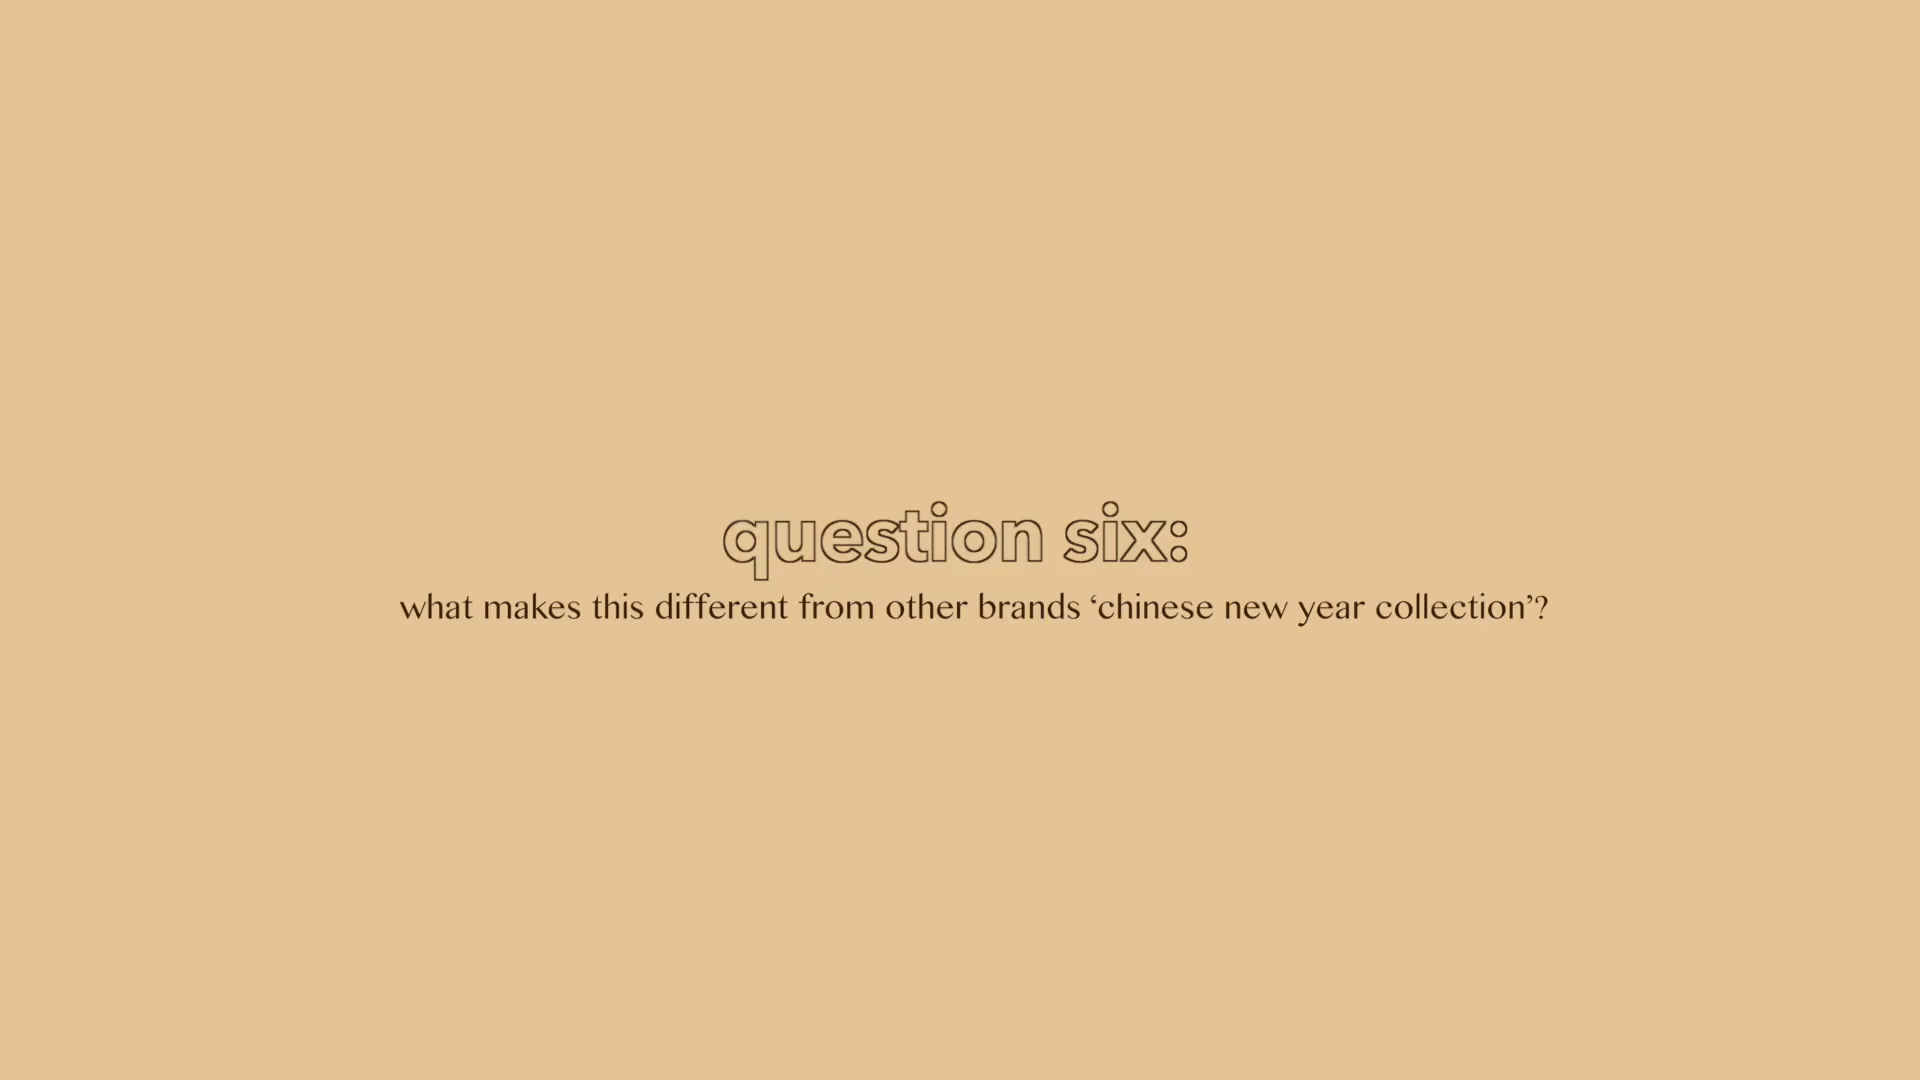 question six:
what makes this different from other brands ‘chinese new year collection’?